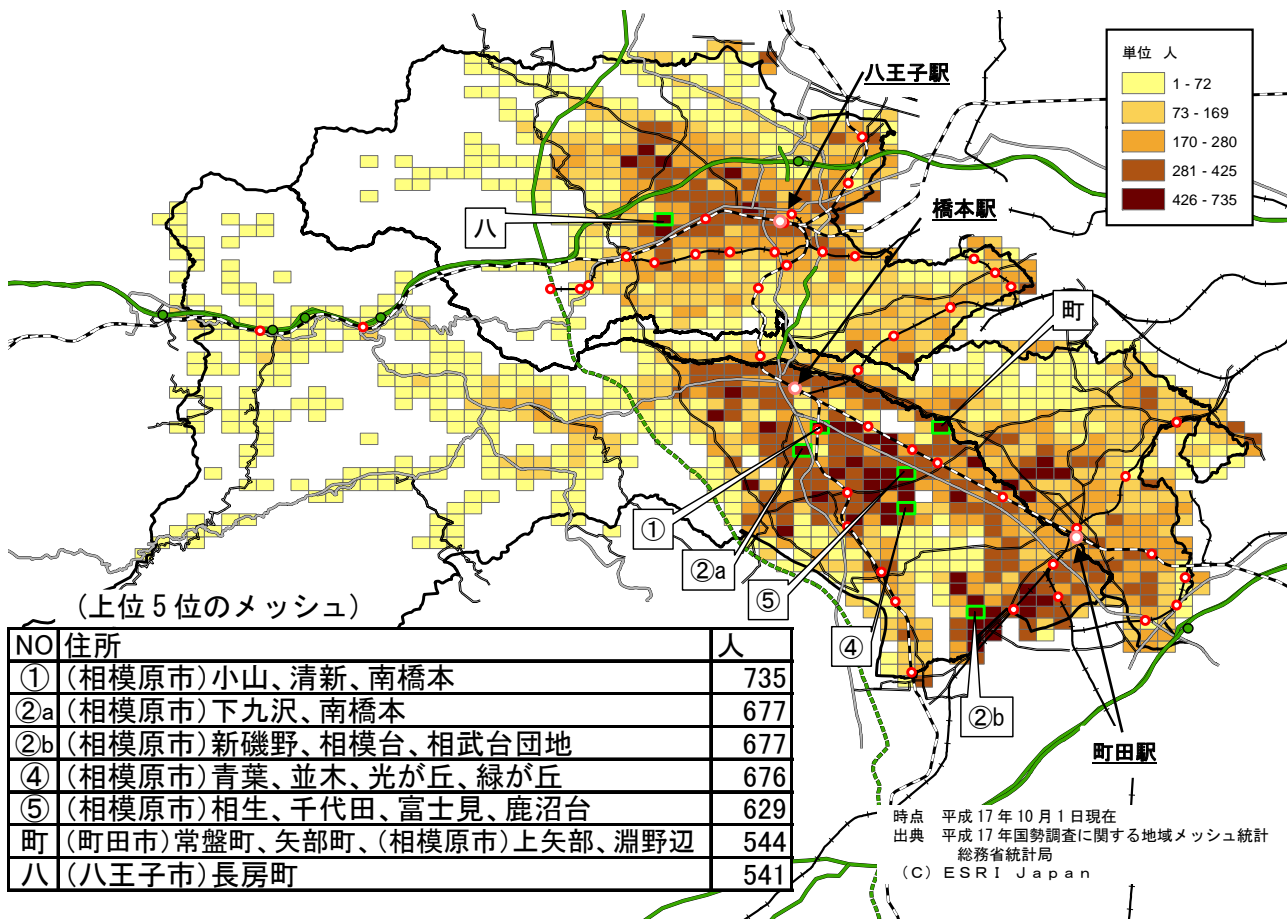 単位 人
1 - 72
73 - 169
170 - 280
281 - 425
426 - 735
八王子駅
橋本駅
八
町
①
②a
⑤
④
②b
町田駅
(上位5位のメッシュ)
NO 住所 人
① (相模原市)小山、清新、南橋本 735
②a (相模原市)下九沢、南橋本 677
②b (相模原市)新磯野、相模台、相武台団地 677
④ (相模原市)青葉、並木、光が丘、緑が丘 676
⑤ (相模原市)相生、千代田、富士見、鹿沼台 629
町 (町田市)常盤町、矢部町、(相模原市)上矢部、淵野辺 544
八 (八王子市)長房町 541
時点 平成17年10月1日現在
出典 平成17年国勢調査に関する地域メッシュ統計
総務省統計局
(C) ESRI Japan